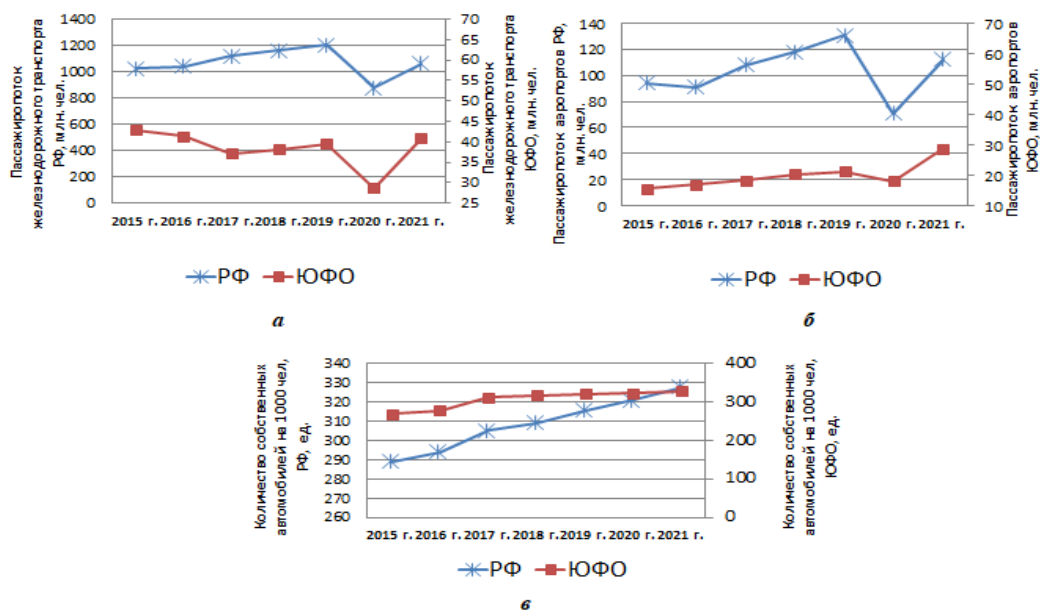 Пассажиропоток
железнодорожного транспорта
РФ, млн. чел.
1400
1200
1000
800
600
400
200
0
70
65
60
55
50
45
40
35
30
25
Пассажиропоток
железнодорожного транспорта
ЮФО, млн. чел.
2015 г. 2016 г. 2017 г. 2018 г. 2019 г. 2020 г. 2021 г.
РФ ЮФО
а
Пассажиропоток аэропортов РФ,
млн. чел.
140
120
100
80
60
40
20
0
70
60
50
40
30
20
10
Пассажиропоток аэропортов
ЮФО, млн. чел.
2015 г. 2016 г. 2017 г. 2018 г. 2019 г. 2020 г. 2021 г.
РФ ЮФО
б
Количество собственных
автомобилей на 1000 чел,
РФ, ед.
340
330
320
310
300
290
280
270
260
400
300
200
100
0
Количество собственных
автомобилей на 1000 чел,
ЮФО, ед.
2015 г. 2016 г. 2017 г. 2018 г. 2019 г. 2020 г. 2021 г.
РФ ЮФО
в